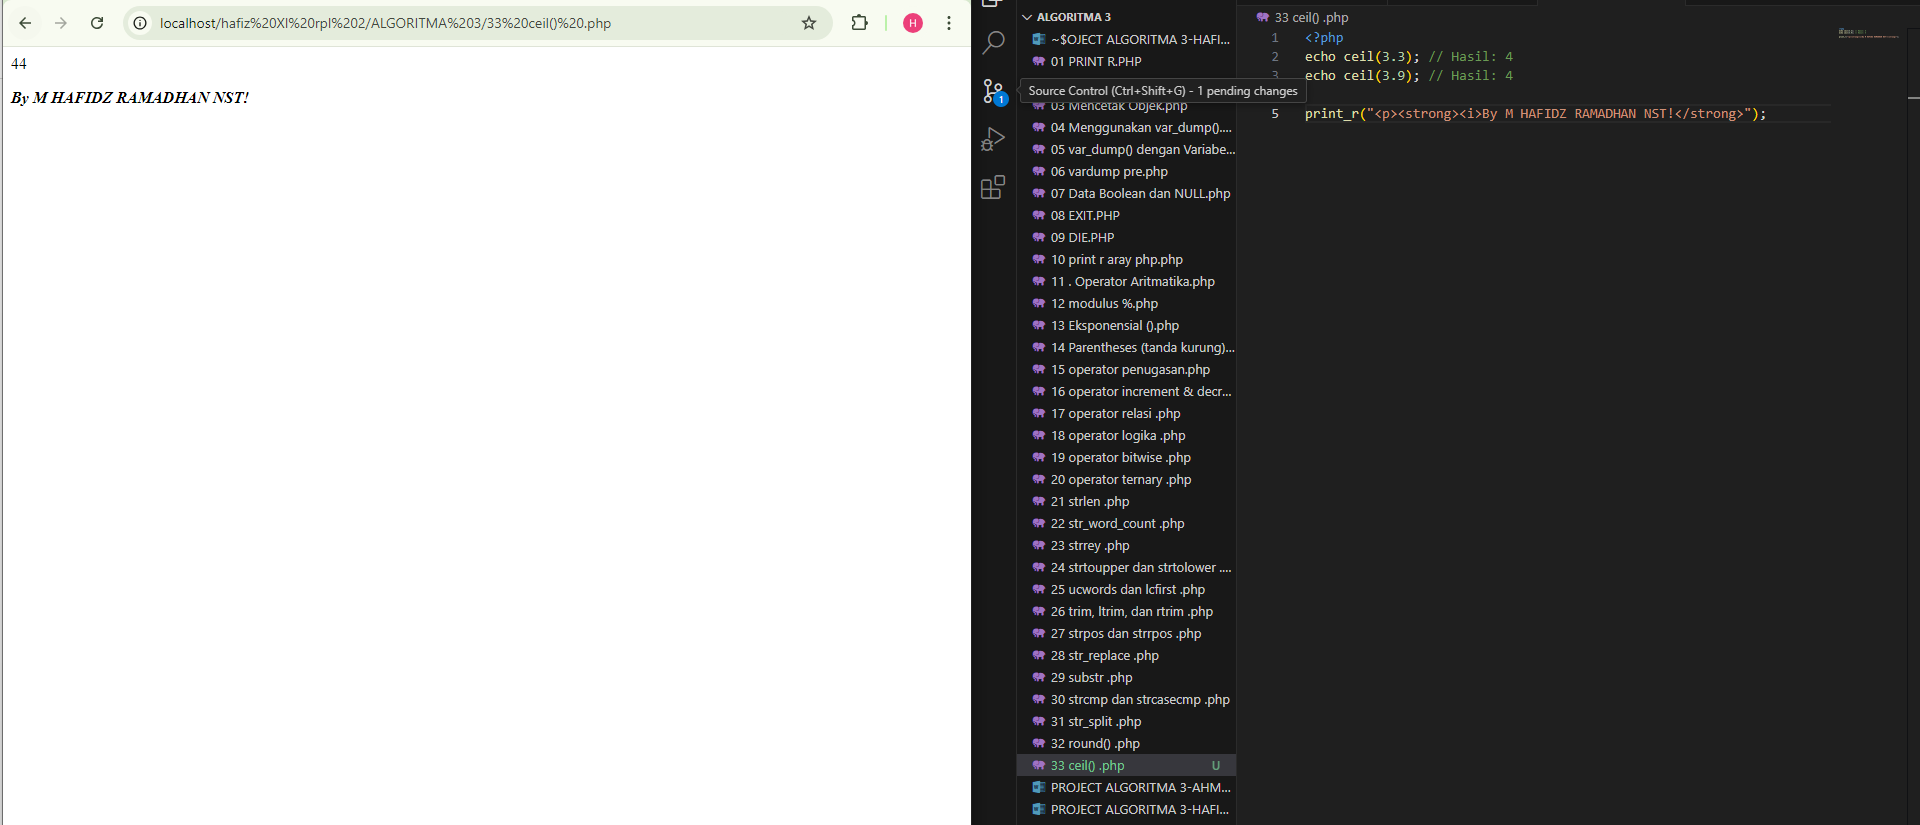 localhost/hafiz%20XI%20rpl%202/ALGORITMA%203/33%20ceil()%20.php
H
44
By M HAFIDZ RAMADHAN NST!
1
Source Control (Ctrl+Shift+G) - 1 pending changes
ALGORITMA 3
~$OJECT ALGORITMA 3-HAFI...
01 PRINT R.PHP
03 Mencetak Objek.php
04 Menggunakan var_dump()....
05 var_dump() dengan Variabe...
06 vardump pre.php
07 Data Boolean dan NULL.php
08 EXIT.PHP
09 DIE.PHP
10 print r aray php.php
11 . Operator Aritmatika.php
12 modulus %.php
13 Eksponensial ().php
14 Parentheses (tanda kurung)...
15 operator penugasan.php
16 operator increment & decr...
17 operator relasi .php
18 operator logika .php
19 operator bitwise .php
20 operator ternary .php
21 strlen .php
22 str_word_count .php
23 strrey .php
24 strtoupper dan strtolower ....
25 ucwords dan lcfirst .php
26 trim, ltrim, dan rtrim .php
27 strpos dan strrpos .php
28 str_replace .php
29 substr .php
30 strcmp dan strcasecmp .php
31 str_split .php
32 round() .php
33 ceil() .php U
PROJECT ALGORITMA 3-AHM...
PROJECT ALGORITMA 3-HAFI...
33 ceil() .php
1 <?php
2 echo ceil(3.3); // Hasil: 4
3 echo ceil(3.9); // Hasil: 4
5 print_r("<p><strong><i>By M HAFIDZ RAMADHAN NST!</strong>");